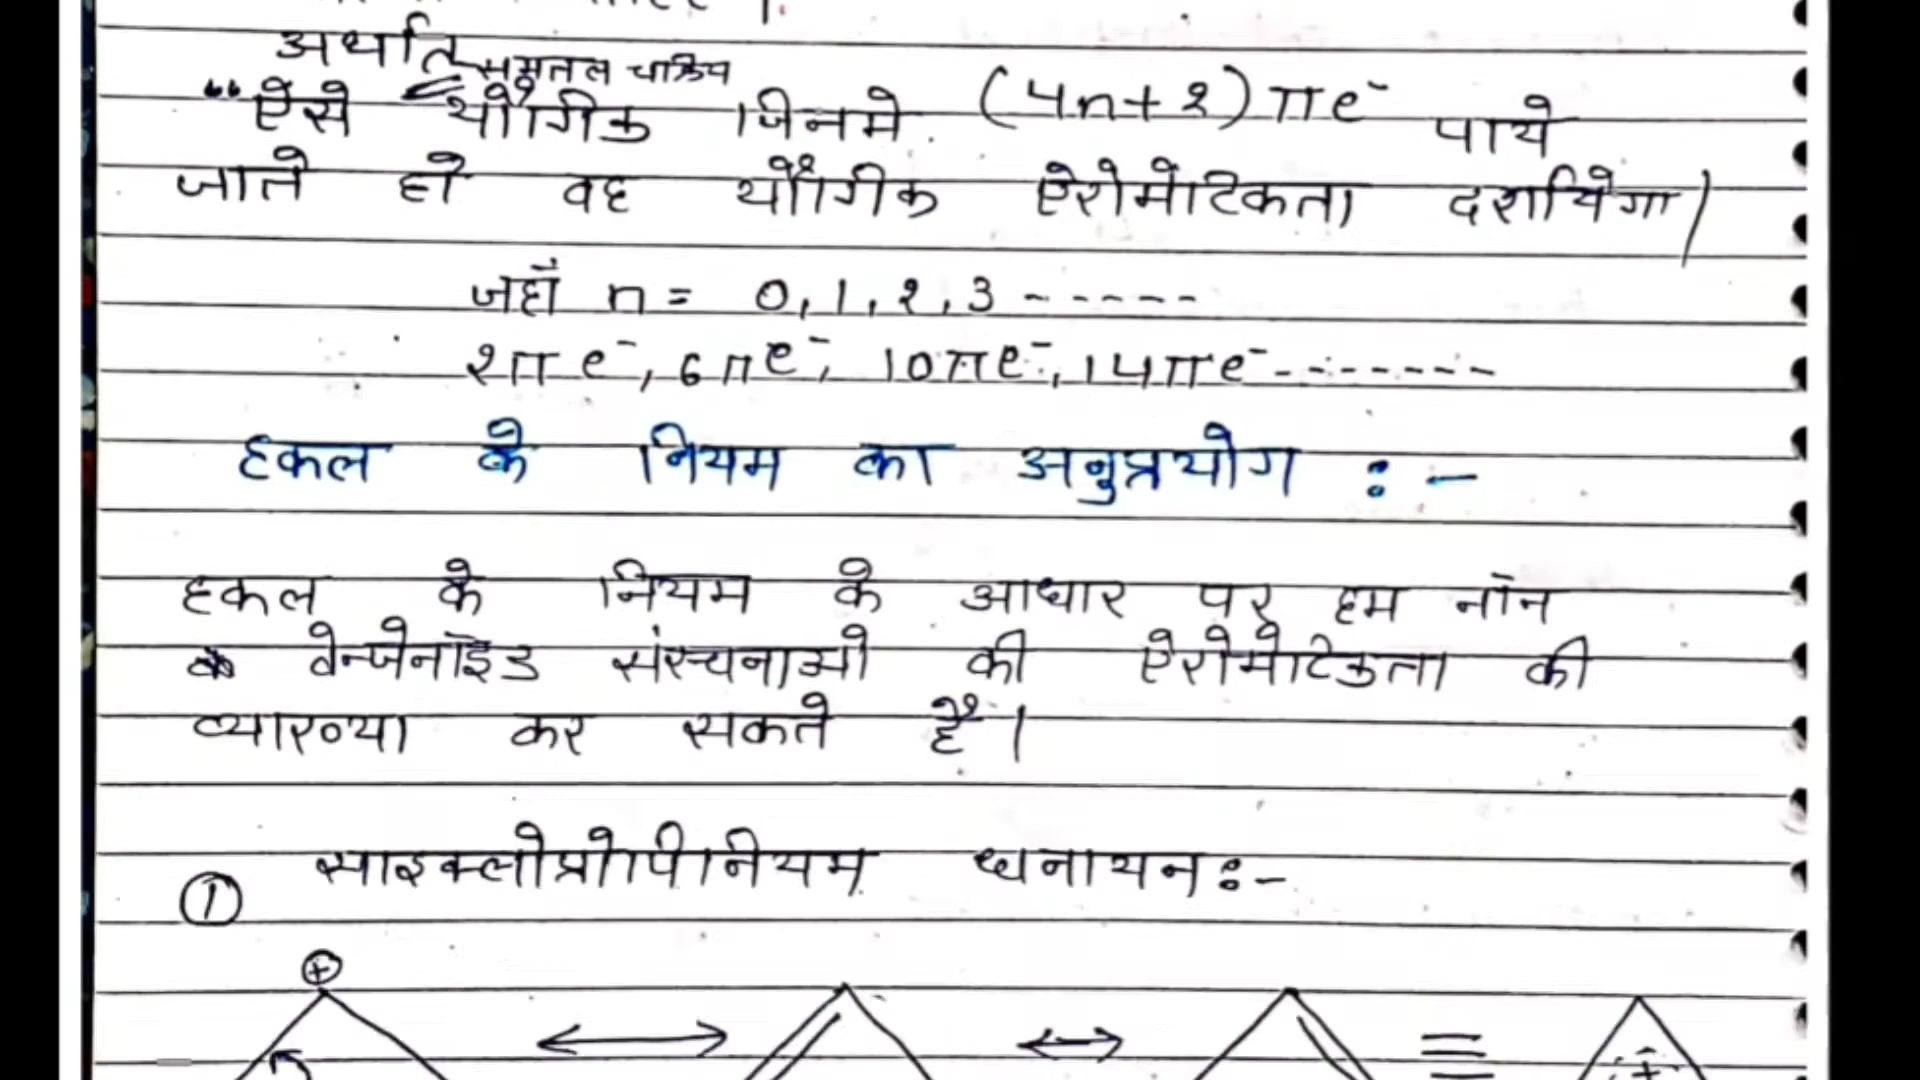 अर्थात
समतल चक्रिय
"ऐसे यौगिक जिनमे (4n+2)πe⁻ पाये
जाते हो वह यौगिक ऐरोमेटिकता दर्शायेगा।
जहाँ n = 0, 1, 2, 3 - - - - -
2πe⁻, 6πe⁻, 10πe⁻, 14πe⁻ - - - - - - -
हकल के नियम का अनुप्रयोग :-
हकल के नियम के आधार पर हम नॉन
बेन्जेनॉइड संरचनाओ की ऐरोमेटिकता की
व्याख्या कर सकते है।
① साइक्लोप्रोपीनियम धनायन:-
⊕
+